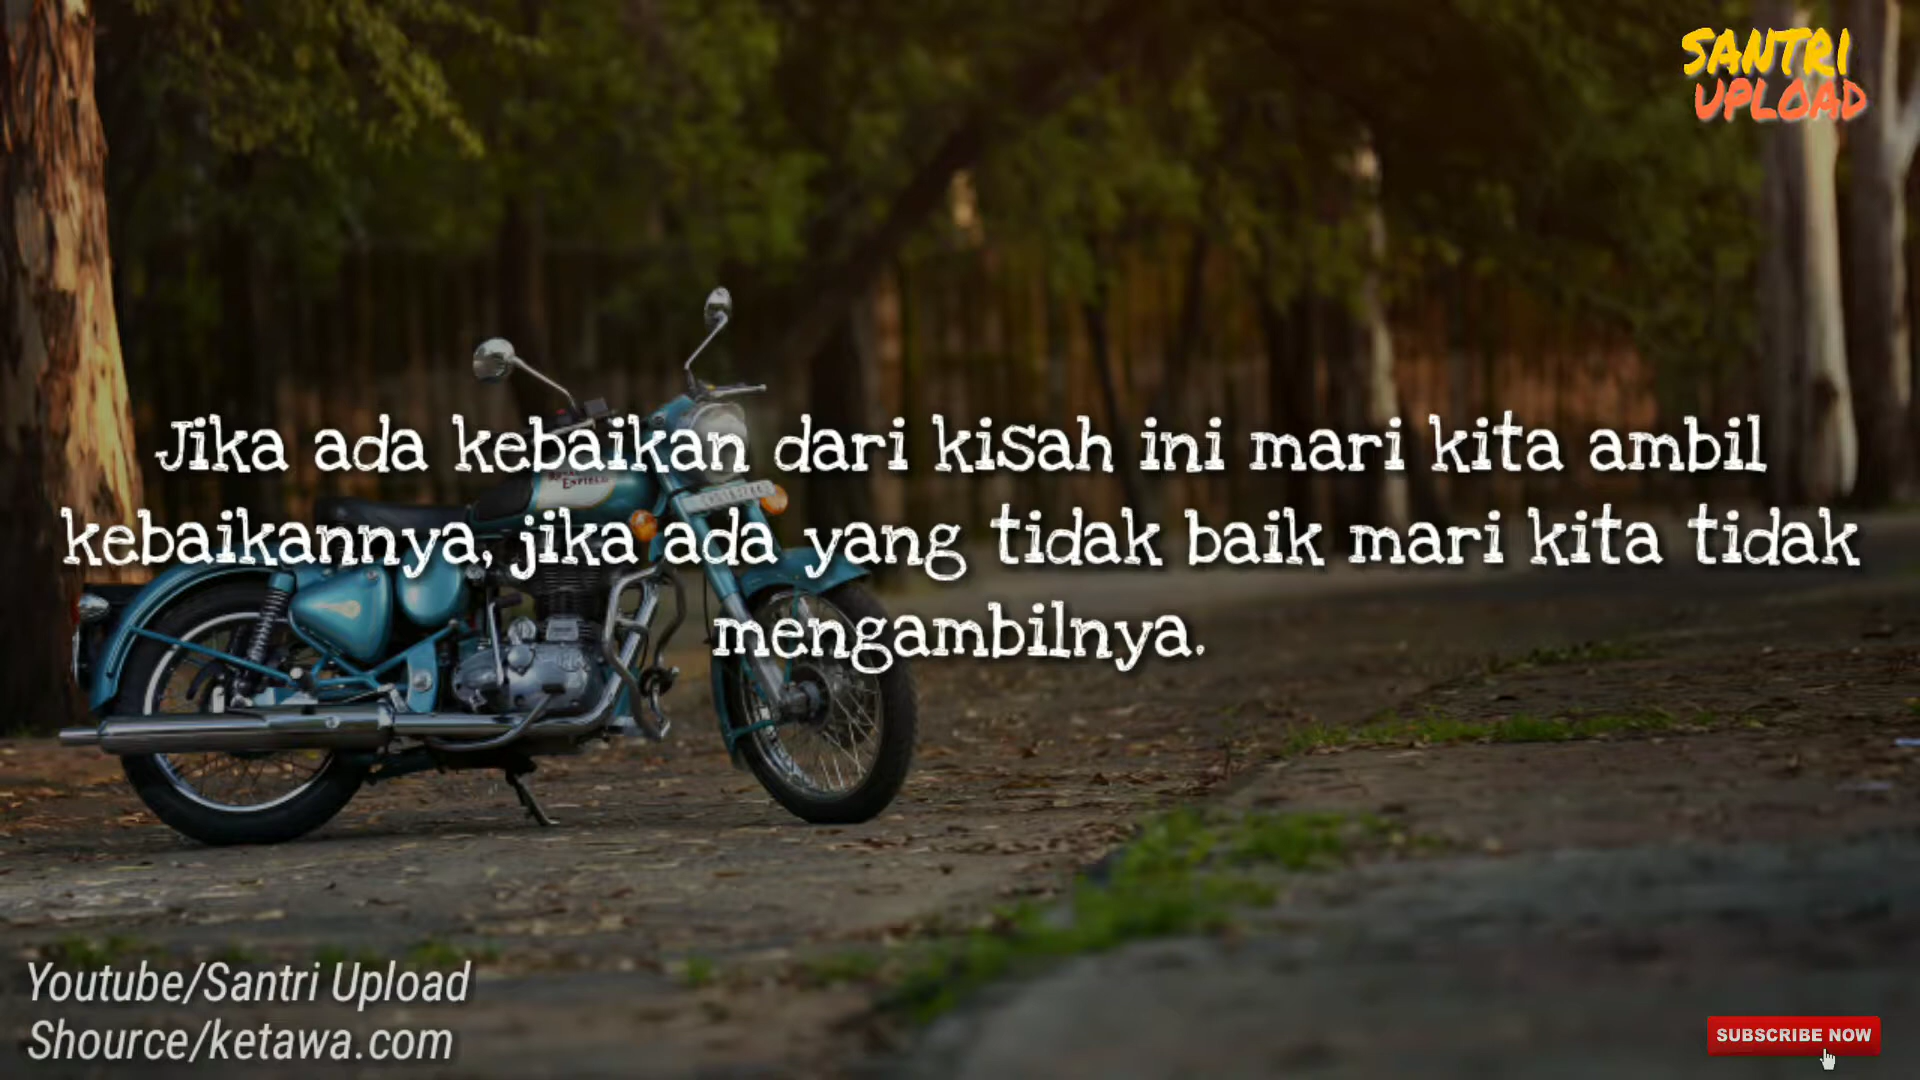 SANTRI
UPLOAD
Jika ada kebaikan dari kisah ini mari kita ambil
kebaikannya, jika ada yang tidak baik mari kita tidak
mengambilnya.
ENFIELD
Youtube/Santri Upload
Shource/ketawa.com
SUBSCRIBE NOW